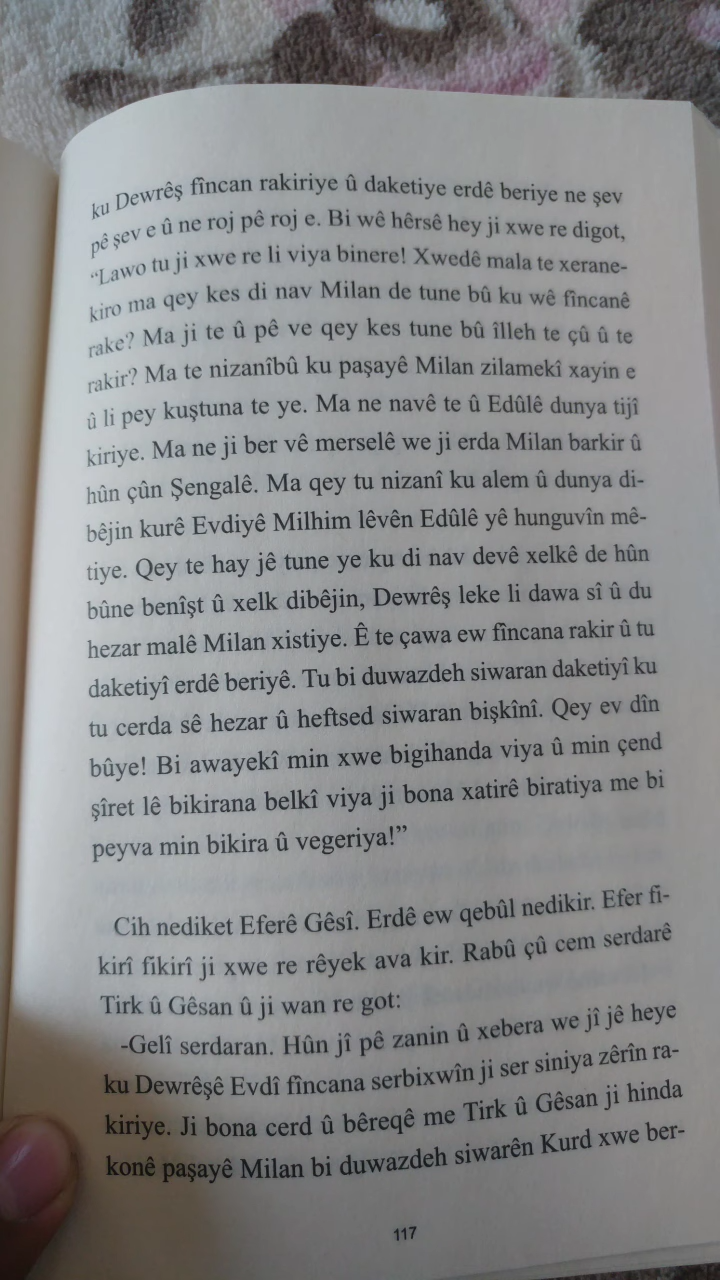 ku Dewrêş fîncan rakiriye û daketiye erdê beriye ne şev
pê şev e û ne roj pê roj e. Bi wê hêrsê hey ji xwe re digot,
“Lawo tu ji xwe re li viya binere! Xwedê mala te xerane-
kiro ma qey kes di nav Milan de tune bû ku wê fîncanê
rake? Ma ji te û pê ve qey kes tune bû îlleh te çû û te
rakir? Ma te nizanîbû ku paşayê Milan zilamekî xayin e
û li pey kuştuna te ye. Ma ne navê te û Edûlê dunya tijî
kiriye. Ma ne ji ber vê merselê we ji erda Milan barkir û
hûn çûn Şengalê. Ma qey tu nizanî ku alem û dunya di-
bêjin kurê Evdiyê Milhim lêvên Edûlê yê hunguvîn mê-
tiye. Qey te hay jê tune ye ku di nav devê xelkê de hûn
bûne benîşt û xelk dibêjin, Dewrêş leke li dawa sî û du
hezar malê Milan xistiye. Ê te çawa ew fîncana rakir û tu
daketiyî erdê beriyê. Tu bi duwazdeh siwaran daketiyî ku
tu cerda sê hezar û heftsed siwaran bişkînî. Qey ev dîn
bûye! Bi awayekî min xwe bigihanda viya û min çend
şîret lê bikirana belkî viya ji bona xatirê biratiya me bi
peyva min bikira û vegeriya!”
Cih nediket Eferê Gêsî. Erdê ew qebûl nedikir. Efer fi-
kirî fikirî ji xwe re rêyek ava kir. Rabû çû cem serdarê
Tirk û Gêsan û ji wan re got:
-Gelî serdaran. Hûn jî pê zanin û xebera we jî jê heye
ku Dewrêşê Evdî fîncana serbixwîn ji ser siniya zêrîn ra-
kiriye. Ji bona cerd û bêreqê me Tirk û Gêsan ji hinda
konê paşayê Milan bi duwazdeh siwarên Kurd xwe ber-
117